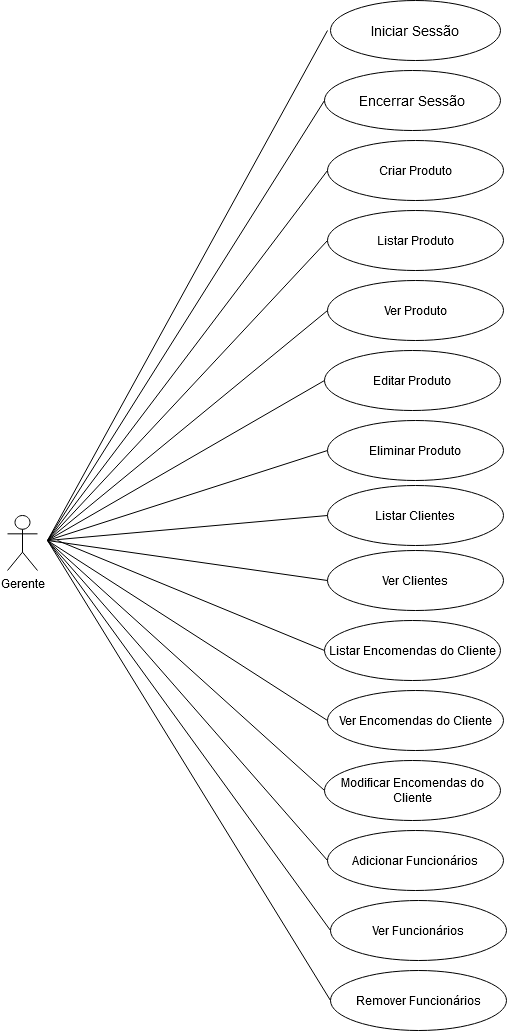 Iniciar Sessão
Encerrar Sessão
Criar Produto
Listar Produto
Ver Produto
Editar Produto
Eliminar Produto
Listar Clientes
Ver Clientes
Gerente
Listar Encomendas do Cliente
Ver Encomendas do Cliente
Modificar Encomendas do
Cliente
Adicionar Funcionários
Ver Funcionários
Remover Funcionários